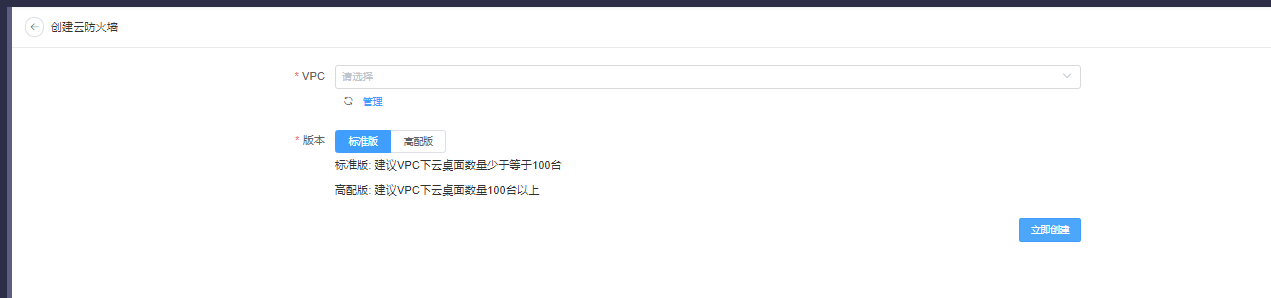 创建云防火墙
* VPC 请选择
管理
* 版本 标准版 高配版
标准版: 建议VPC下云桌面数量少于等于100台
高配版: 建议VPC下云桌面数量100台以上
立即创建